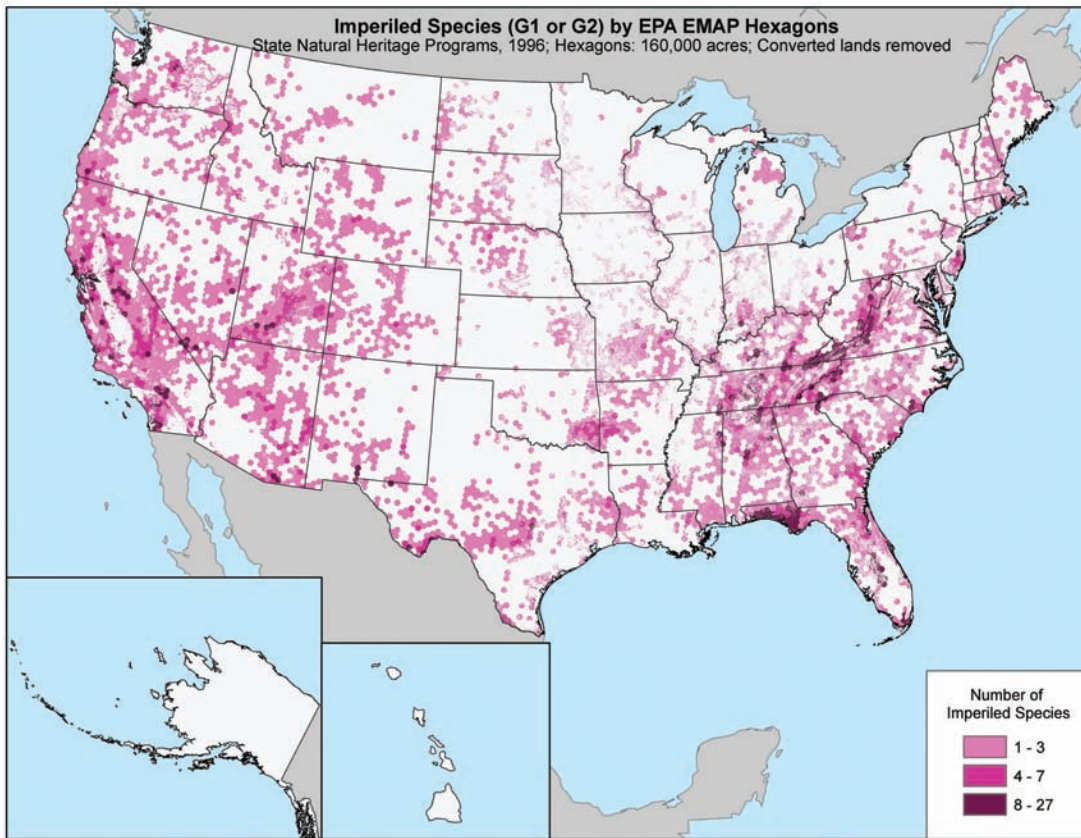 Imperiled Species (G1 or G2) by EPA EMAP Hexagons
State Natural Heritage Programs, 1996; Hexagons: 160,000 acres; Converted lands removed
Number of
Imperiled Species
1 - 3
4 - 7
8 - 27